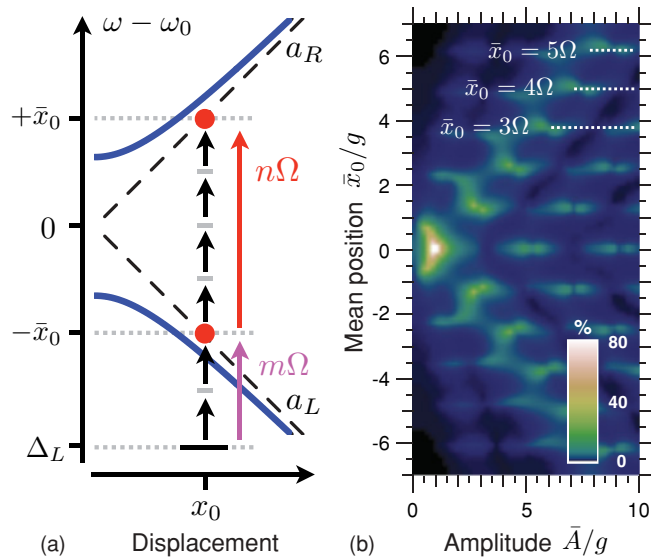 ω − ω₀
a_R
+x̄₀
nΩ
0
−x̄₀
mΩ
a_L
Δ_L
x₀
(a) Displacement
Mean position x̄₀/g
6
4
2
0
-2
-4
-6
x̄₀ = 5Ω
x̄₀ = 4Ω
x̄₀ = 3Ω
%
80
40
0
0 5 10
(b) Amplitude Ā/g